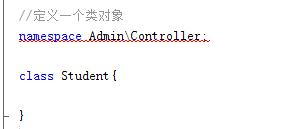 //定义一个类对象
namespace Admin\Controller;
class Student{
}